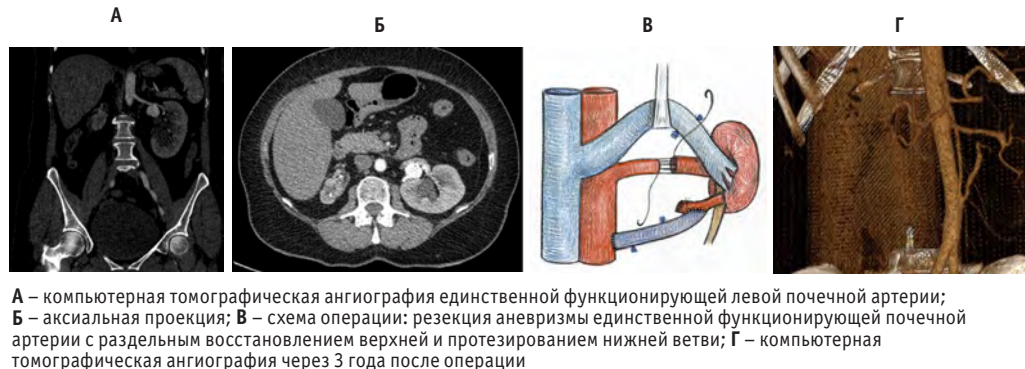 А
Б
В
Г
А – компьютерная томографическая ангиография единственной функционирующей левой почечной артерии;
Б – аксиальная проекция; В – схема операции: резекция аневризмы единственной функционирующей почечной
артерии с раздельным восстановлением верхней и протезированием нижней ветви; Г – компьютерная
томографическая ангиография через 3 года после операции